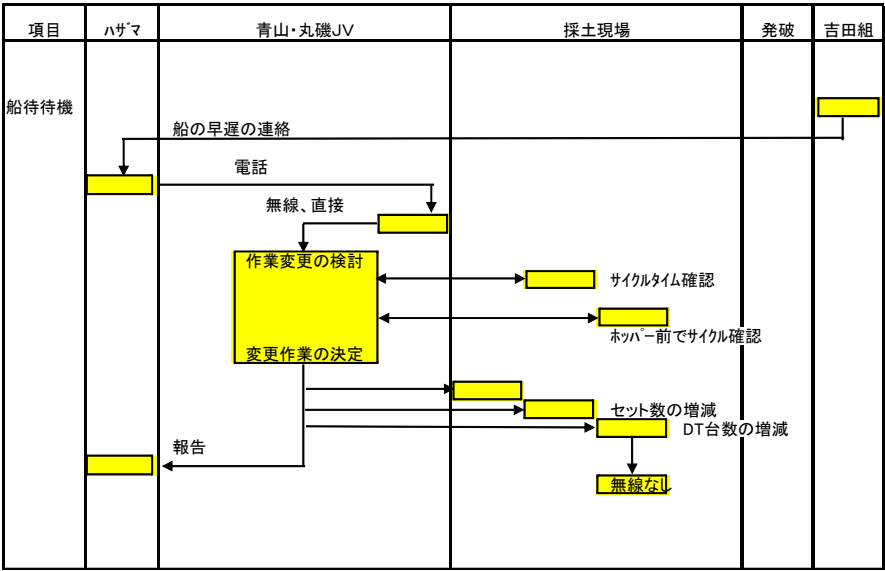 項目
ﾊｻﾞﾏ
青山・丸磯JV
採土現場
発破
吉田組
船待待機
船の早遅の連絡
電話
無線、直接
作業変更の検討
ｻｲｸﾙﾀｲﾑ確認
ﾎｯﾊﾟｰ前でｻｲｸﾙ確認
変更作業の決定
セット数の増減
DT台数の増減
報告
無線なし